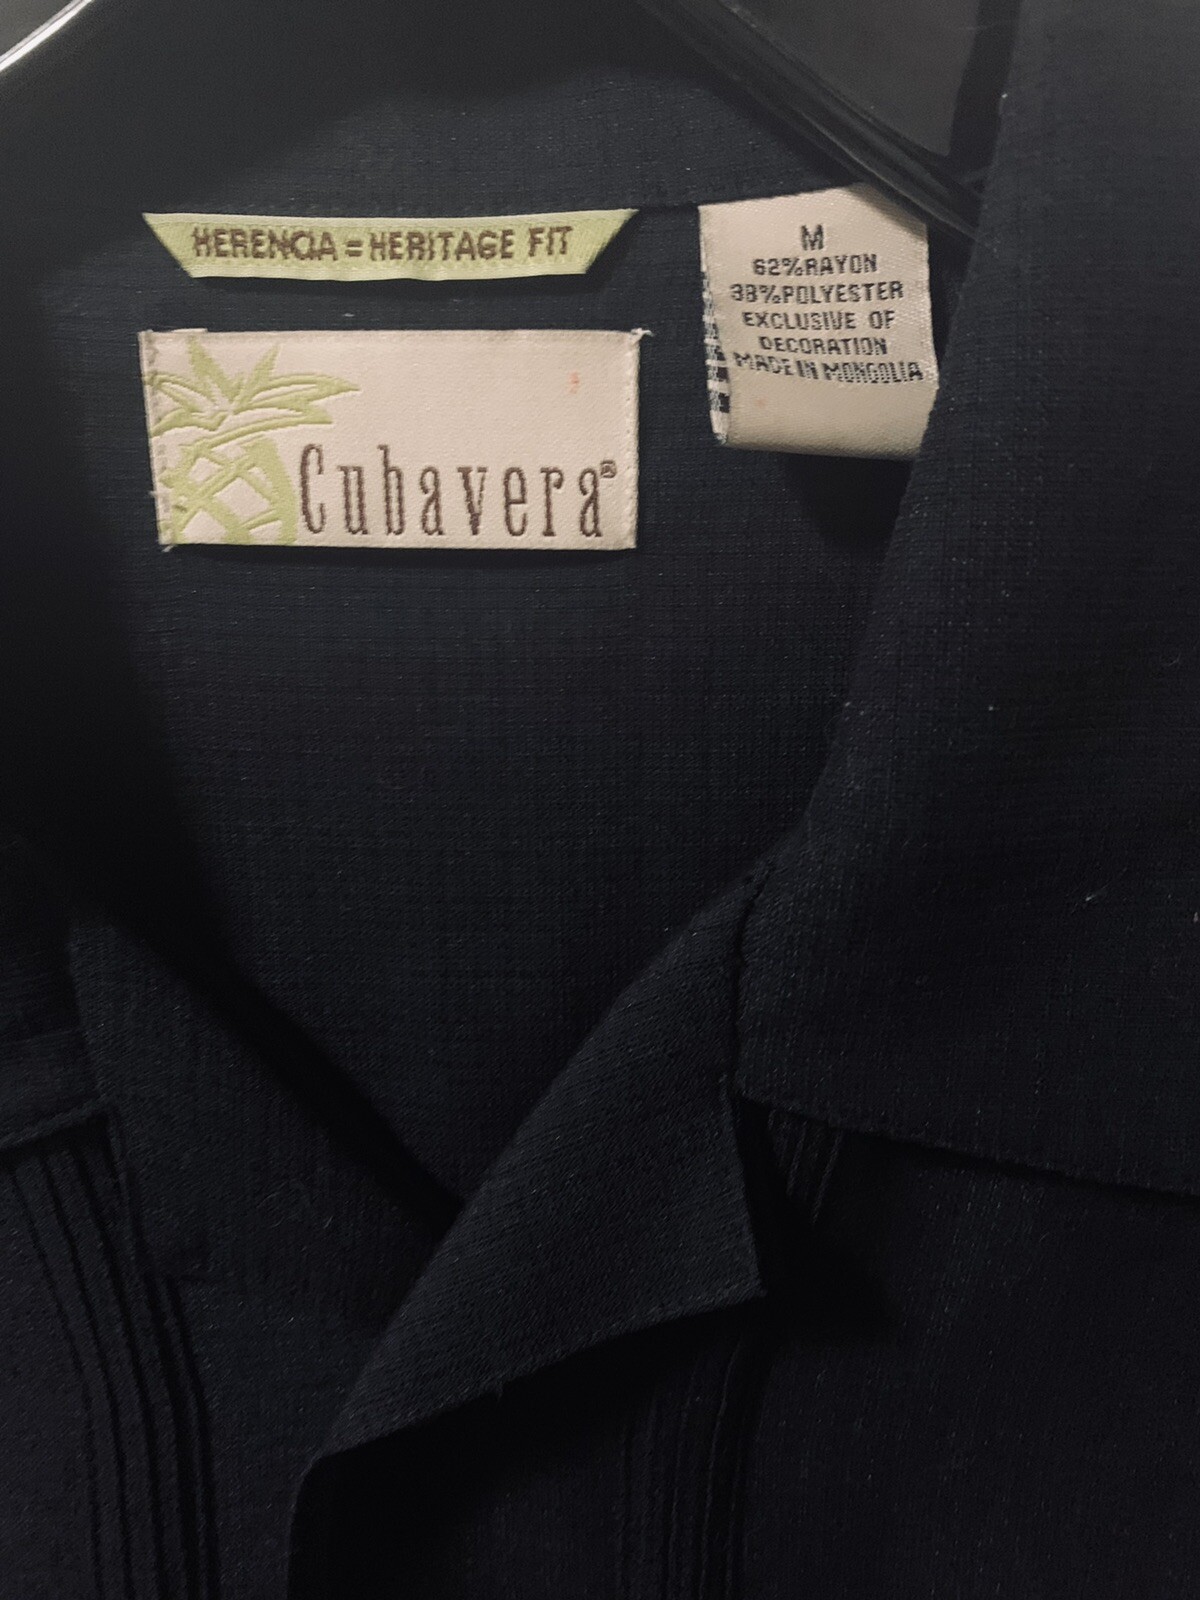 HERENCIA = HERITAGE FIT
Cubavera®
M
62%RAYON
38%POLYESTER
EXCLUSIVE OF
DECORATION
MADE IN MONGOLIA